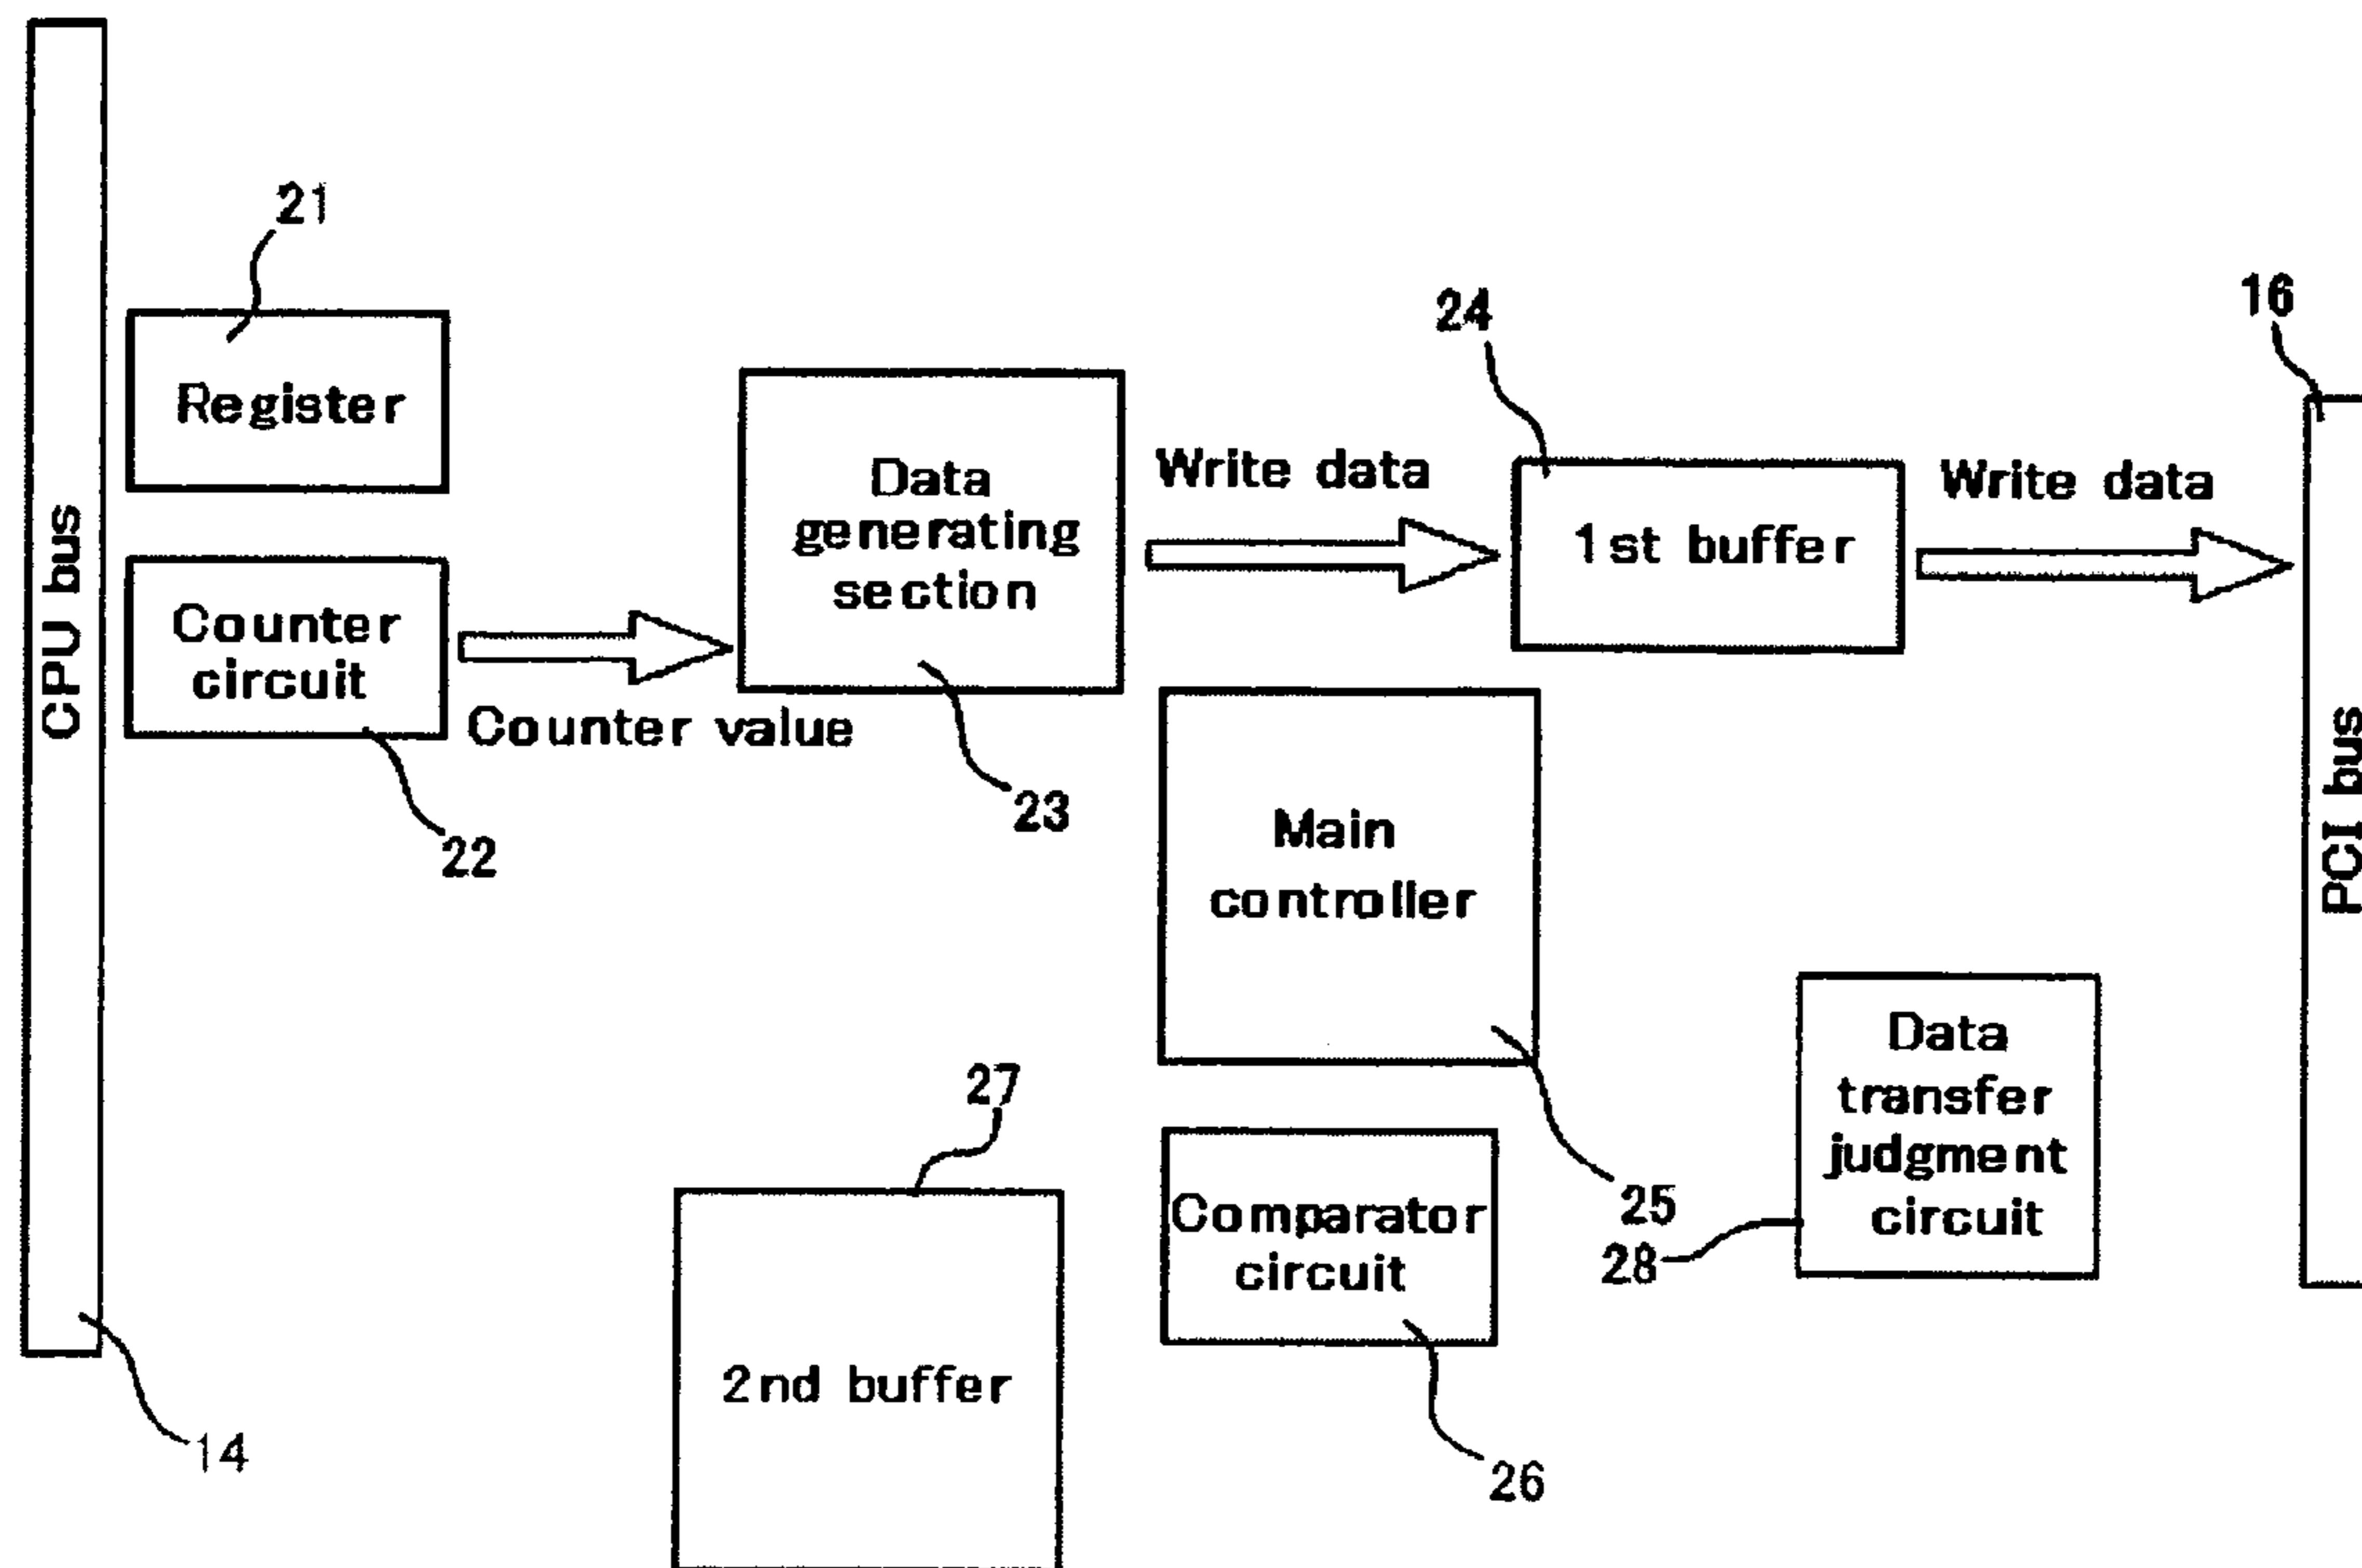 21
Register
CPU bus
Counter
circuit
22
Counter value
Data
generating
section
23
Write data
24
1st buffer
Write data
16
PCI bus
Main
controller
25
Data
transfer
judgment
circuit
28
27
2nd buffer
Comparator
circuit
26
14